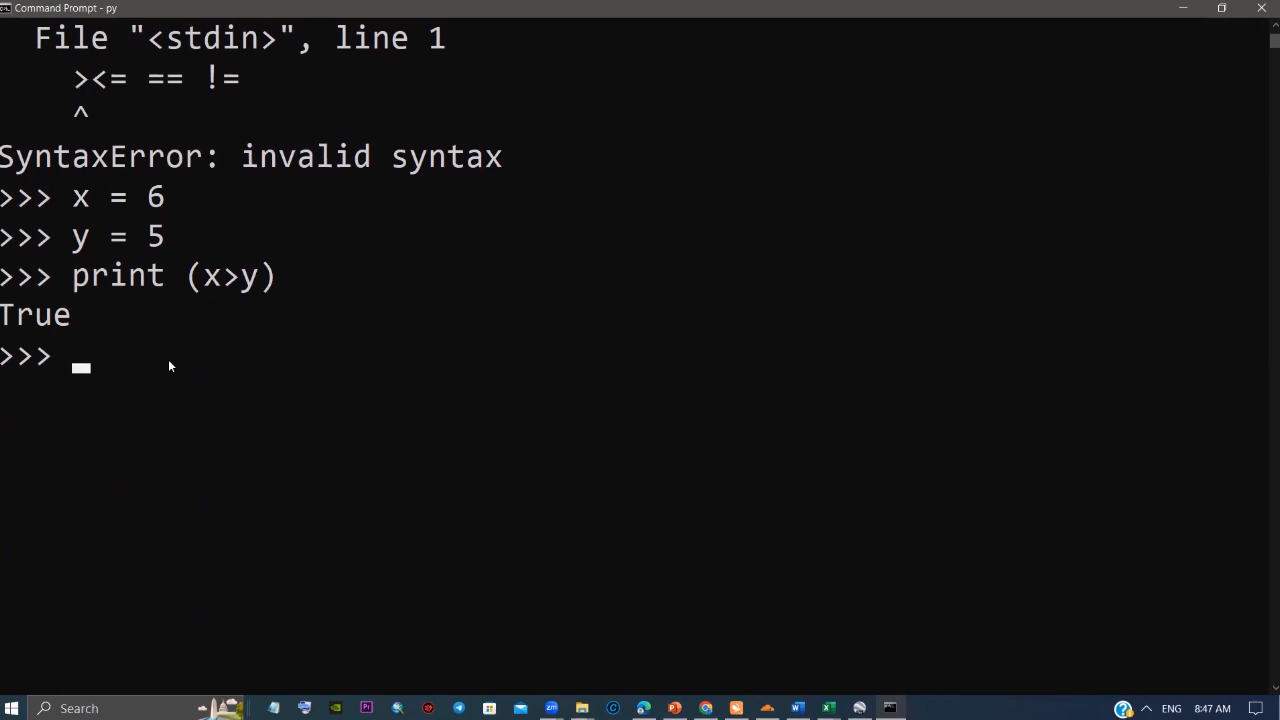 Command Prompt - py
File "<stdin>", line 1
><= == !=
^
SyntaxError: invalid syntax
>>> x = 6
>>> y = 5
>>> print (x>y)
True
>>>
Search
ENG
8:47 AM